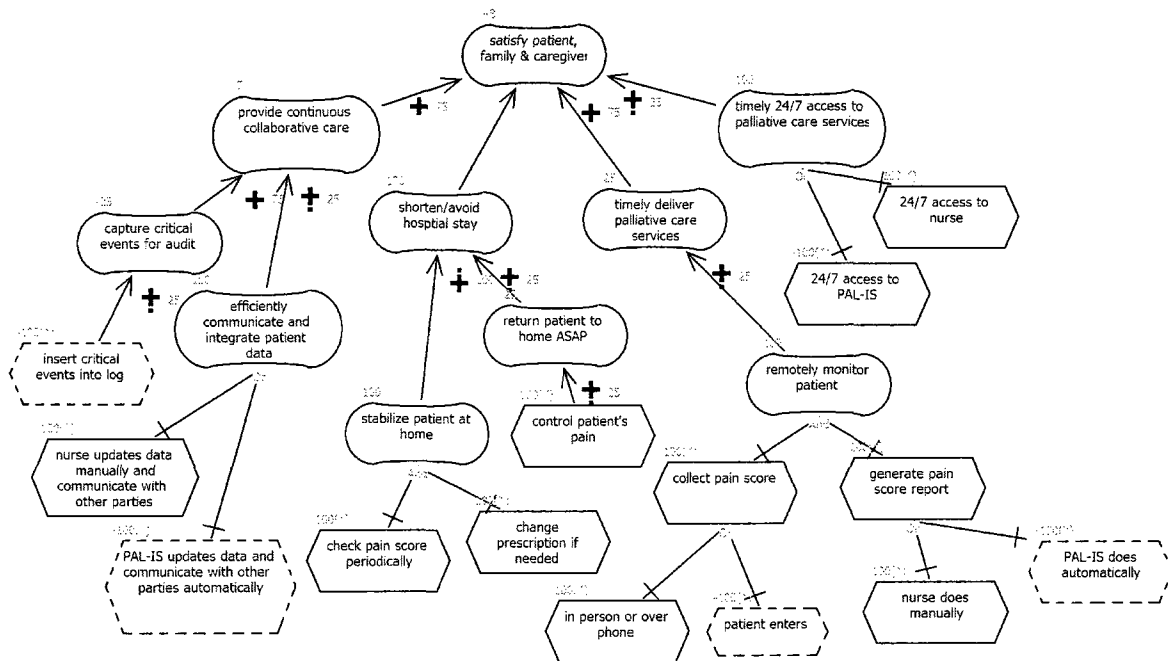 satisfy patient,
family & caregiver
provide continuous
collaborative care
75
75
25
timely 24/7 access to
palliative care services
25
capture critical
events for audit
shorten/avoid
hosptial stay
timely deliver
palliative care
services
24/7 access to
nurse
24/7 access to
PAL-IS
25
efficiently
communicate and
integrate patient
data
25
25
return patient to
home ASAP
insert critical
events into log
remotely monitor
patient
100
stabilize patient at
home
25
control patient's
pain
nurse updates data
manually and
communicate with
other parties
collect pain score
generate pain
score report
PAL-IS updates data and
communicate with other
parties automatically
check pain score
periodically
change
prescription if
needed
PAL-IS does
automatically
in person or over
phone
patient enters
nurse does
manually